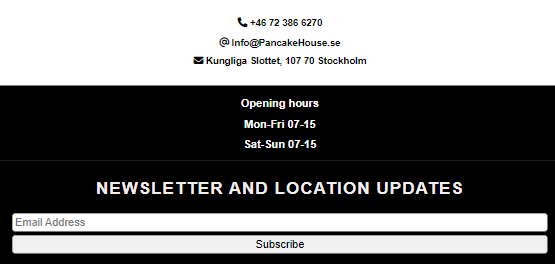 +46 72 386 6270
Info@PancakeHouse.se
Kungliga Slottet, 107 70 Stockholm
Opening hours
Mon-Fri 07-15
Sat-Sun 07-15
NEWSLETTER AND LOCATION UPDATES
Email Address
Subscribe